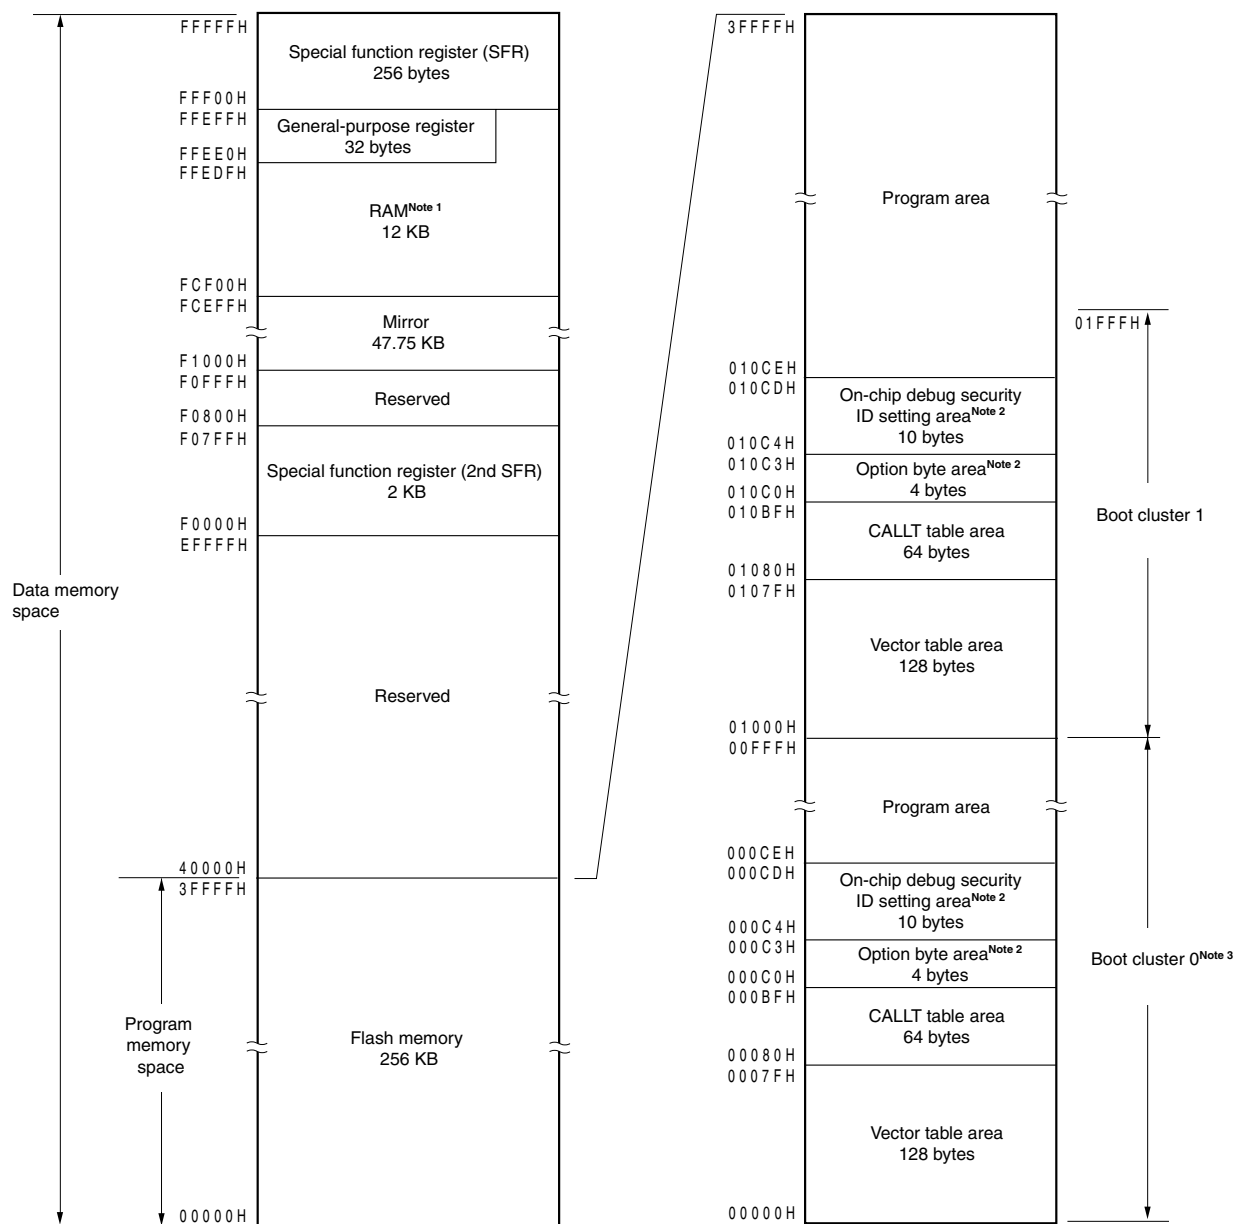 FFFFFH
Special function register (SFR)
256 bytes
FFF00H
FFEFFH
General-purpose register
32 bytes
FFEE0H
FFEDFH
RAMNote 1
12 KB
FCF00H
FCEFFH
Mirror
47.75 KB
F1000H
F0FFFH
Reserved
F0800H
F07FFH
Special function register (2nd SFR)
2 KB
F0000H
EFFFFH
Data memory
space
Reserved
40000H
3FFFFH
Program
memory
space
Flash memory
256 KB
00000H
3FFFFH
Program area
01FFFH
010CEH
010CDH
On-chip debug security
ID setting areaNote 2
10 bytes
010C4H
010C3H
Option byte areaNote 2
4 bytes
010C0H
010BFH
Boot cluster 1
CALLT table area
64 bytes
01080H
0107FH
Vector table area
128 bytes
01000H
00FFFH
Program area
000CEH
000CDH
On-chip debug security
ID setting areaNote 2
10 bytes
000C4H
000C3H
Option byte areaNote 2
4 bytes
Boot cluster 0Note 3
000C0H
000BFH
CALLT table area
64 bytes
00080H
0007FH
Vector table area
128 bytes
00000H